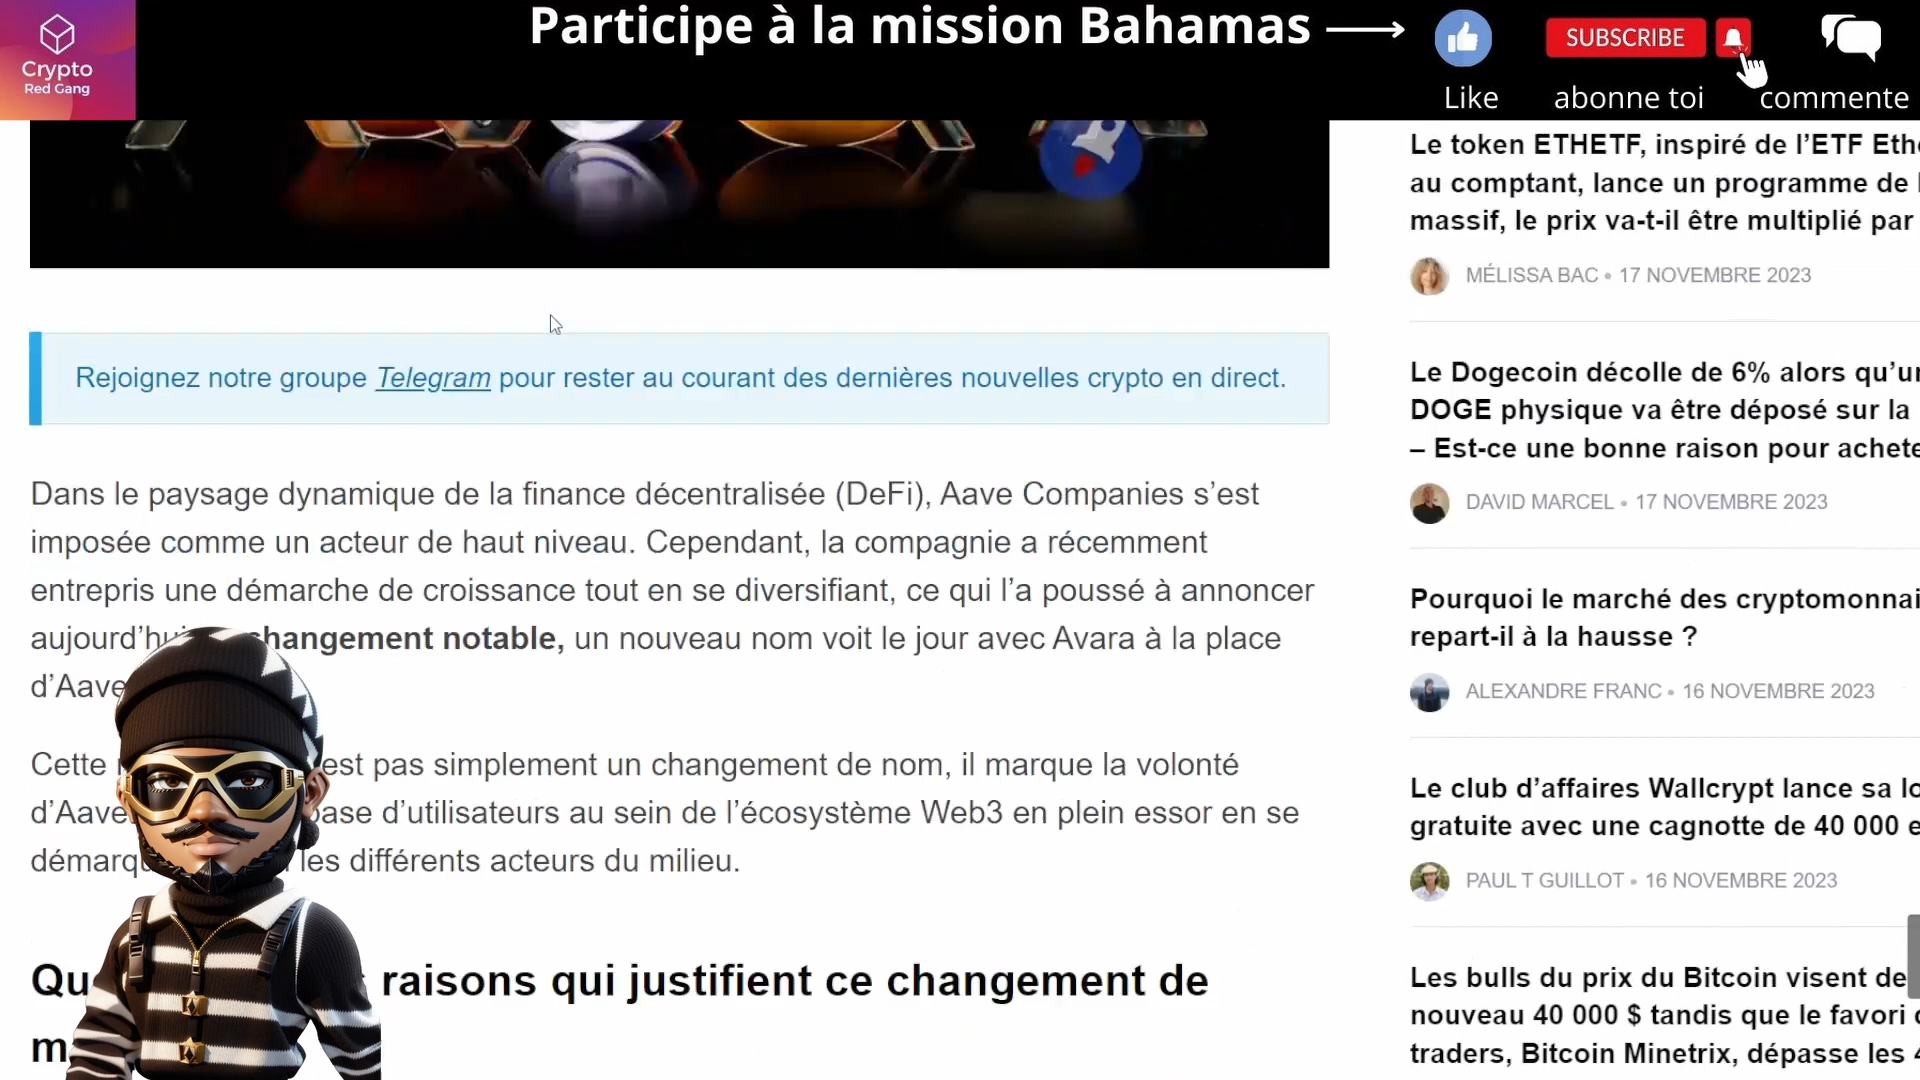 Participe à la mission Bahamas
Crypto
Red Gang
SUBSCRIBE
Like
abonne toi
commente
Rejoignez notre groupe Telegram pour rester au courant des dernières nouvelles crypto en direct.
Dans le paysage dynamique de la finance décentralisée (DeFi), Aave Companies s’est
imposée comme un acteur de haut niveau. Cependant, la compagnie a récemment
entrepris une démarche de croissance tout en se diversifiant, ce qui l’a poussé à annoncer
changement notable, un nouveau nom voit le jour avec Avara à la place
d’Aave
Cette est pas simplement un changement de nom, il marque la volonté
d’Aave base d’utilisateurs au sein de l’écosystème Web3 en plein essor en se
les différents acteurs du milieu.
raisons qui justifient ce changement de
Le token ETHETF, inspiré de l’ETF
au comptant, lance un programme de
massif, le prix va-t-il être multiplié par
MÉLISSA BAC • 17 NOVEMBRE 2023
Le Dogecoin décolle de 6% alors
DOGE physique va être déposé sur la
– Est-ce une bonne raison pour
DAVID MARCEL • 17 NOVEMBRE 2023
Pourquoi le marché des
repart-il à la hausse ?
ALEXANDRE FRANC • 16 NOVEMBRE 2023
Le club d’affaires Wallcrypt lance sa
gratuite avec une cagnotte de 40 000
PAUL T GUILLOT • 16 NOVEMBRE 2023
Les bulls du prix du Bitcoin visent de
nouveau 40 000 $ tandis que le favori
traders, Bitcoin Minetrix, dépasse les